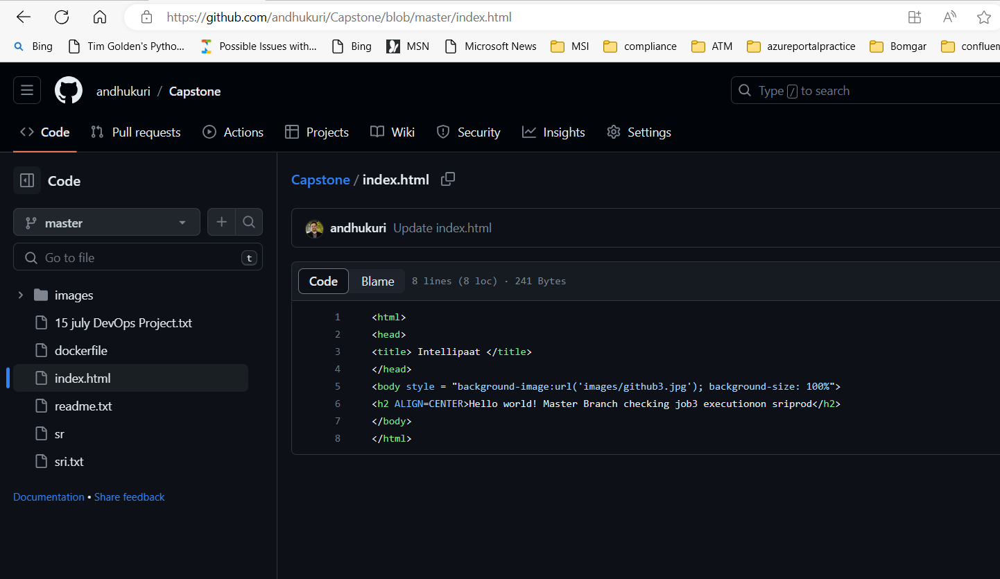 https://github.com/andhukuri/Capstone/blob/master/index.html
Bing Tim Golden's Pytho... Possible Issues with... Bing MSN Microsoft News MSI compliance ATM azureportalpractice Bomgar confluen
andhukuri / Capstone Type / to search
Code Pull requests Actions Projects Wiki Security Insights Settings
Code
Capstone / index.html
master
andhukuri Update index.html
Go to file t
Code Blame 8 lines (8 loc) · 241 Bytes
images
15 july DevOps Project.txt
dockerfile
index.html
readme.txt
sr
sri.txt
Documentation • Share feedback
1 <html>
2 <head>
3 <title> Intellipaat </title>
4 </head>
5 <body style = "background-image:url('images/github3.jpg'); background-size: 100%">
6 <h2 ALIGN=CENTER>Hello world! Master Branch checking job3 executionon sriprod</h2>
7 </body>
8 </html>